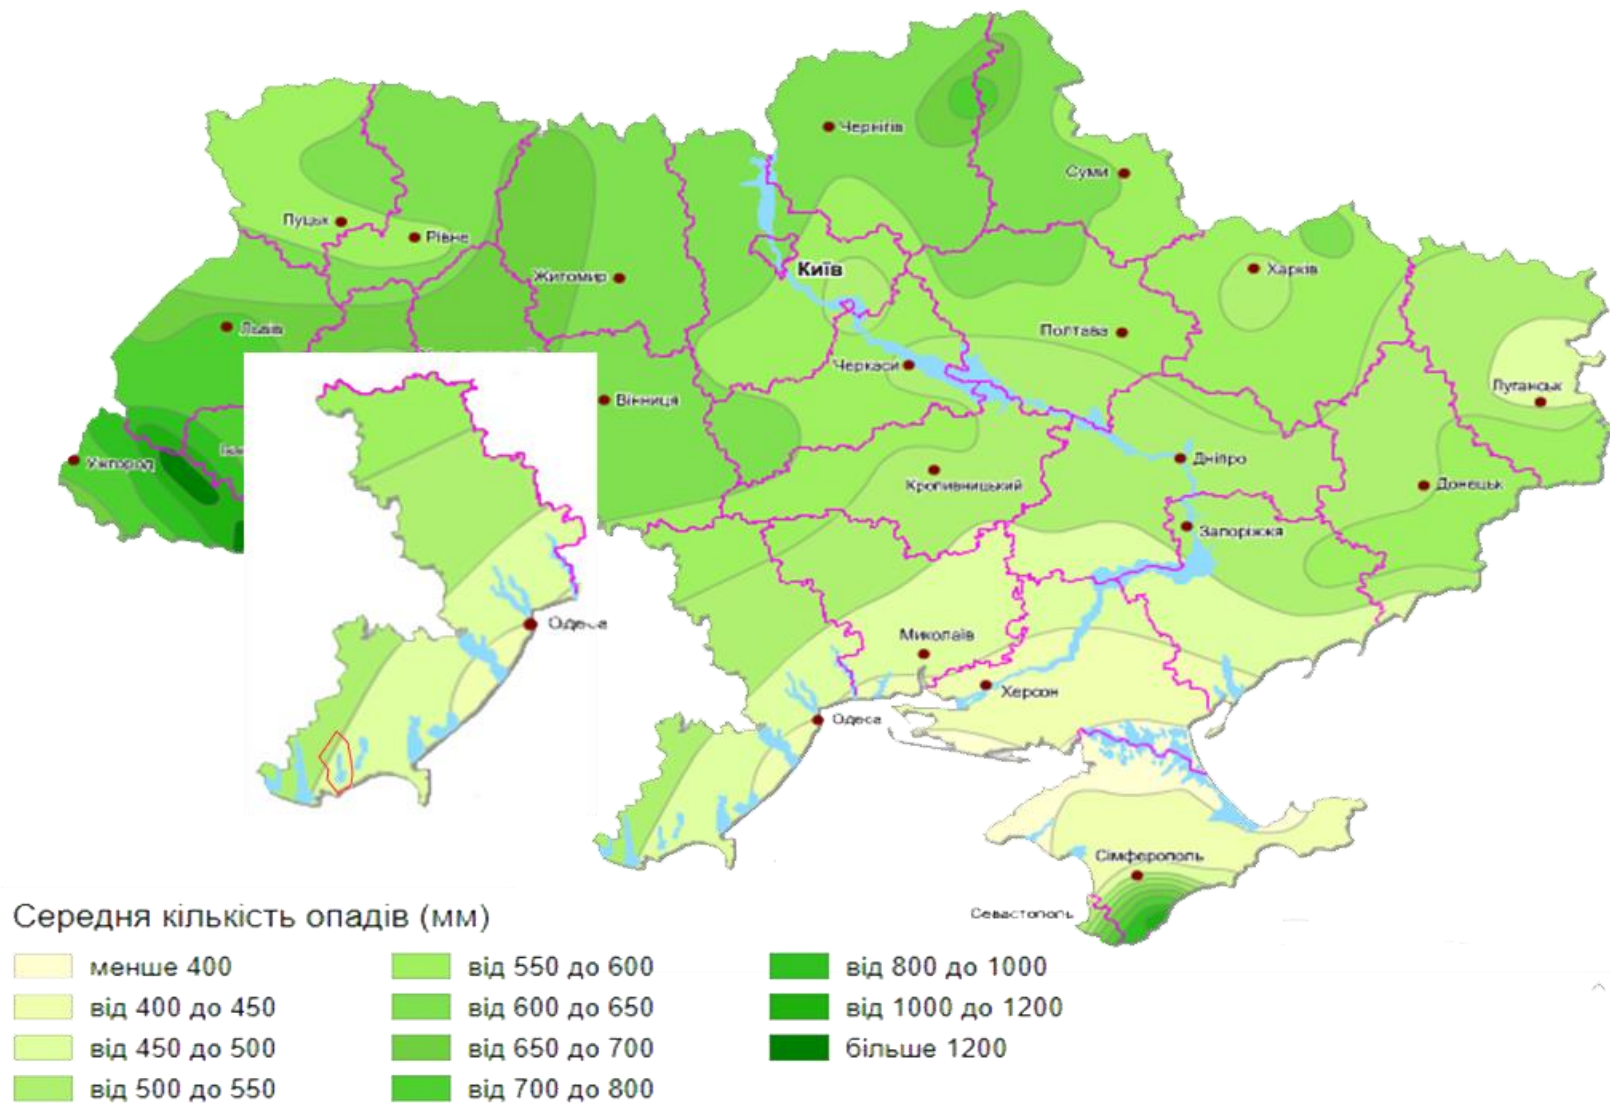 Чернігів
Суми
Луцьк
Рівне
Київ
Житомир
Харків
Львів
Полтава
Черкаси
Луганськ
Вінниця
Ужгород
Іва
Дніпро
Кропивницький
Донецьк
Запоріжжя
Одеса
Миколаїв
Херсон
Одеса
Сімферополь
Севастополь
Середня кількість опадів (мм)
менше 400
від 400 до 450
від 450 до 500
від 500 до 550
від 550 до 600
від 600 до 650
від 650 до 700
від 700 до 800
від 800 до 1000
від 1000 до 1200
більше 1200